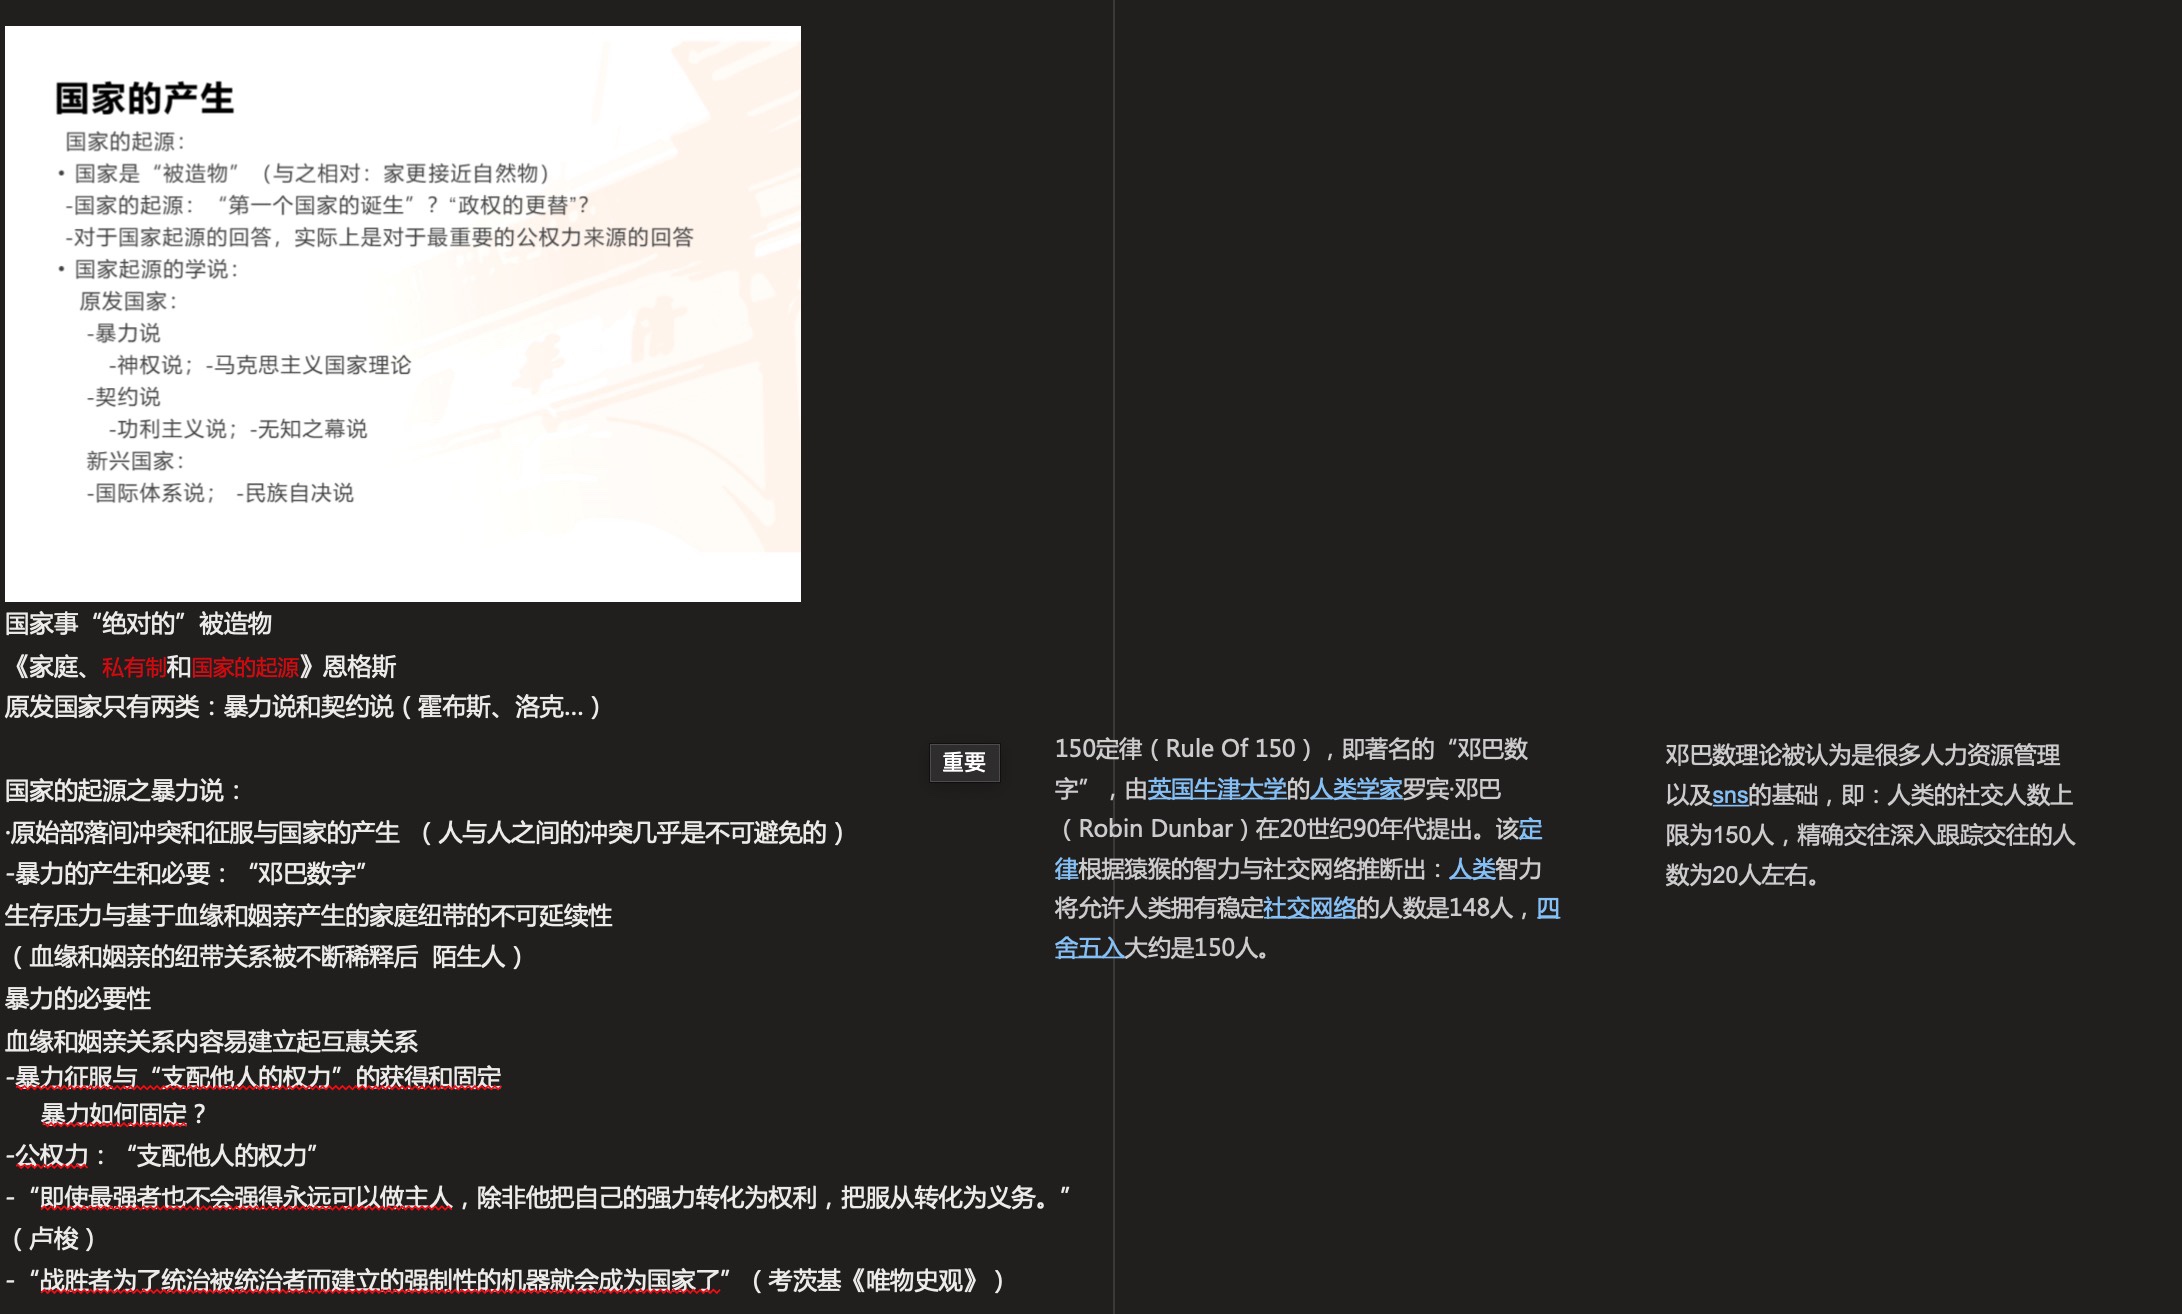 国家的产生
国家的起源：
• 国家是“被造物”（与之相对：家更接近自然物）
-国家的起源：“第一个国家的诞生”？“政权的更替”？
-对于国家起源的回答，实际上是对于最重要的公权力来源的回答
• 国家起源的学说：
原发国家：
-暴力说
-神权说；-马克思主义国家理论
-契约说
-功利主义说；-无知之幕说
新兴国家：
-国际体系说； -民族自决说
国家事“绝对的”被造物
《家庭、私有制和国家的起源》恩格斯
原发国家只有两类：暴力说和契约说（霍布斯、洛克...）
国家的起源之暴力说：
·原始部落间冲突和征服与国家的产生 （人与人之间的冲突几乎是不可避免的）
-暴力的产生和必要：“邓巴数字”
生存压力与基于血缘和姻亲产生的家庭纽带的不可延续性
（血缘和姻亲的纽带关系被不断稀释后 陌生人）
暴力的必要性
血缘和姻亲关系内容易建立起互惠关系
-暴力征服与“支配他人的权力”的获得和固定
暴力如何固定？
-公权力：“支配他人的权力”
-“即使最强者也不会强得永远可以做主人，除非他把自己的强力转化为权利，把服从转化为义务。”
（卢梭）
-“战胜者为了统治被统治者而建立的强制性的机器就会成为国家了”（考茨基《唯物史观》）
重要
150定律（Rule Of 150），即著名的“邓巴数
字”，由英国牛津大学的人类学家罗宾·邓巴
（Robin Dunbar）在20世纪90年代提出。该定
律根据猿猴的智力与社交网络推断出：人类智力
将允许人类拥有稳定社交网络的人数是148人，四
舍五入大约是150人。
邓巴数理论被认为是很多人力资源管理
以及sns的基础，即：人类的社交人数上
限为150人，精确交往深入跟踪交往的人
数为20人左右。